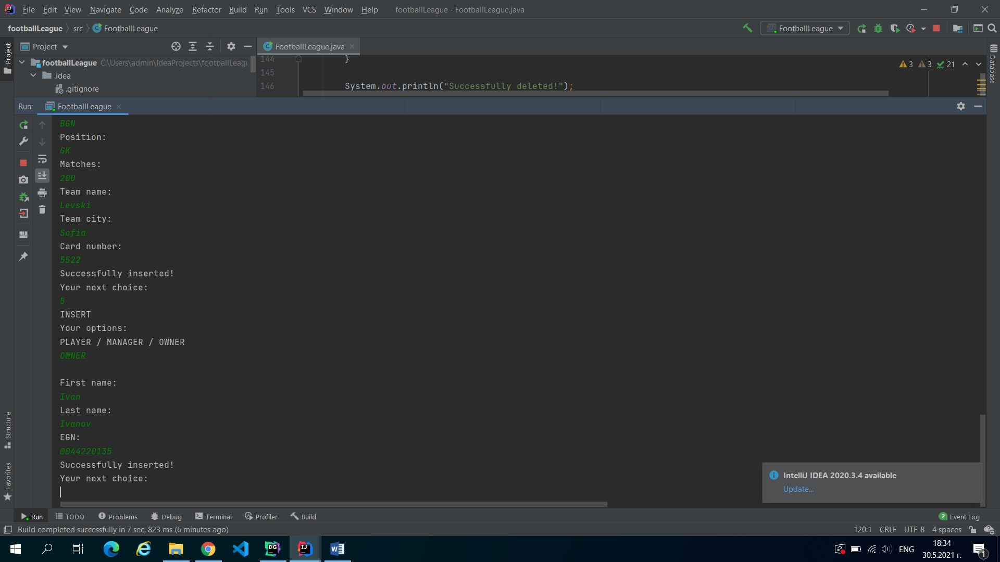 File Edit View Navigate Code Analyze Refactor Build Run Tools VCS Window Help footballLeague - FootballLeague.java
footballLeague src FootballLeague
FootballLeague
Project
FootballLeague.java
footballLeague C:\Users\admin\IdeaProjects\footballLeagu
.idea
.gitignore
144 }
145
146 System.out.println("Successfully deleted!");
3 3 21
Project
Database
Run: FootballLeague
BGN
Position:
GK
Matches:
200
Team name:
Levski
Team city:
Sofia
Card number:
5522
Successfully inserted!
Your next choice:
5
INSERT
Your options:
PLAYER / MANAGER / OWNER
OWNER
First name:
Ivan
Last name:
Ivanov
EGN:
0044220135
Successfully inserted!
Your next choice:
Structure
Favorites
IntelliJ IDEA 2020.3.4 available
Update...
Run TODO Problems Debug Terminal Profiler Build
2 Event Log
Build completed successfully in 7 sec, 823 ms (6 minutes ago)
120:1 CRLF UTF-8 4 spaces
DG IJ W
ENG
18:34
30.5.2021 г.
1